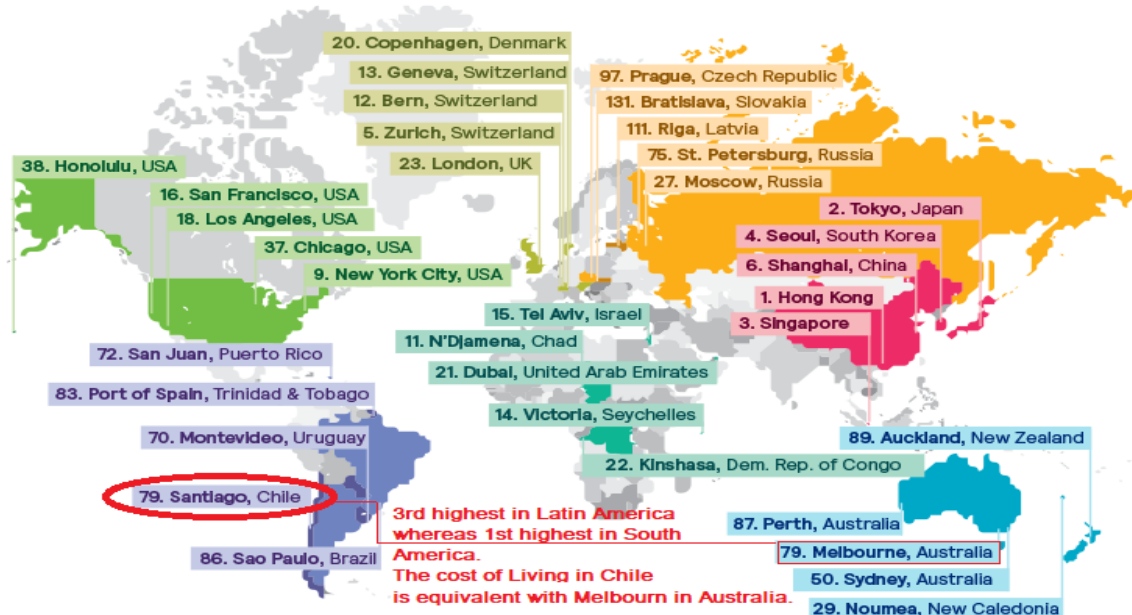 20. Copenhagen, Denmark
13. Geneva, Switzerland
12. Bern, Switzerland
5. Zurich, Switzerland
23. London, UK
97. Prague, Czech Republic
131. Bratislava, Slovakia
111. Riga, Latvia
75. St. Petersburg, Russia
27. Moscow, Russia
38. Honolulu, USA
16. San Francisco, USA
18. Los Angeles, USA
37. Chicago, USA
9. New York City, USA
2. Tokyo, Japan
4. Seoul, South Korea
6. Shanghai, China
1. Hong Kong
3. Singapore
15. Tel Aviv, Israel
11. N'Djamena, Chad
21. Dubai, United Arab Emirates
14. Victoria, Seychelles
22. Kinshasa, Dem. Rep. of Congo
72. San Juan, Puerto Rico
83. Port of Spain, Trinidad & Tobago
70. Montevideo, Uruguay
79. Santiago, Chile
86. Sao Paulo, Brazil
3rd highest in Latin America
whereas 1st highest in South
America.
The cost of Living in Chile
is equivalent with Melbourn in Australia.
89. Auckland, New Zealand
87. Perth, Australia
79. Melbourne, Australia
50. Sydney, Australia
29. Noumea, New Caledonia